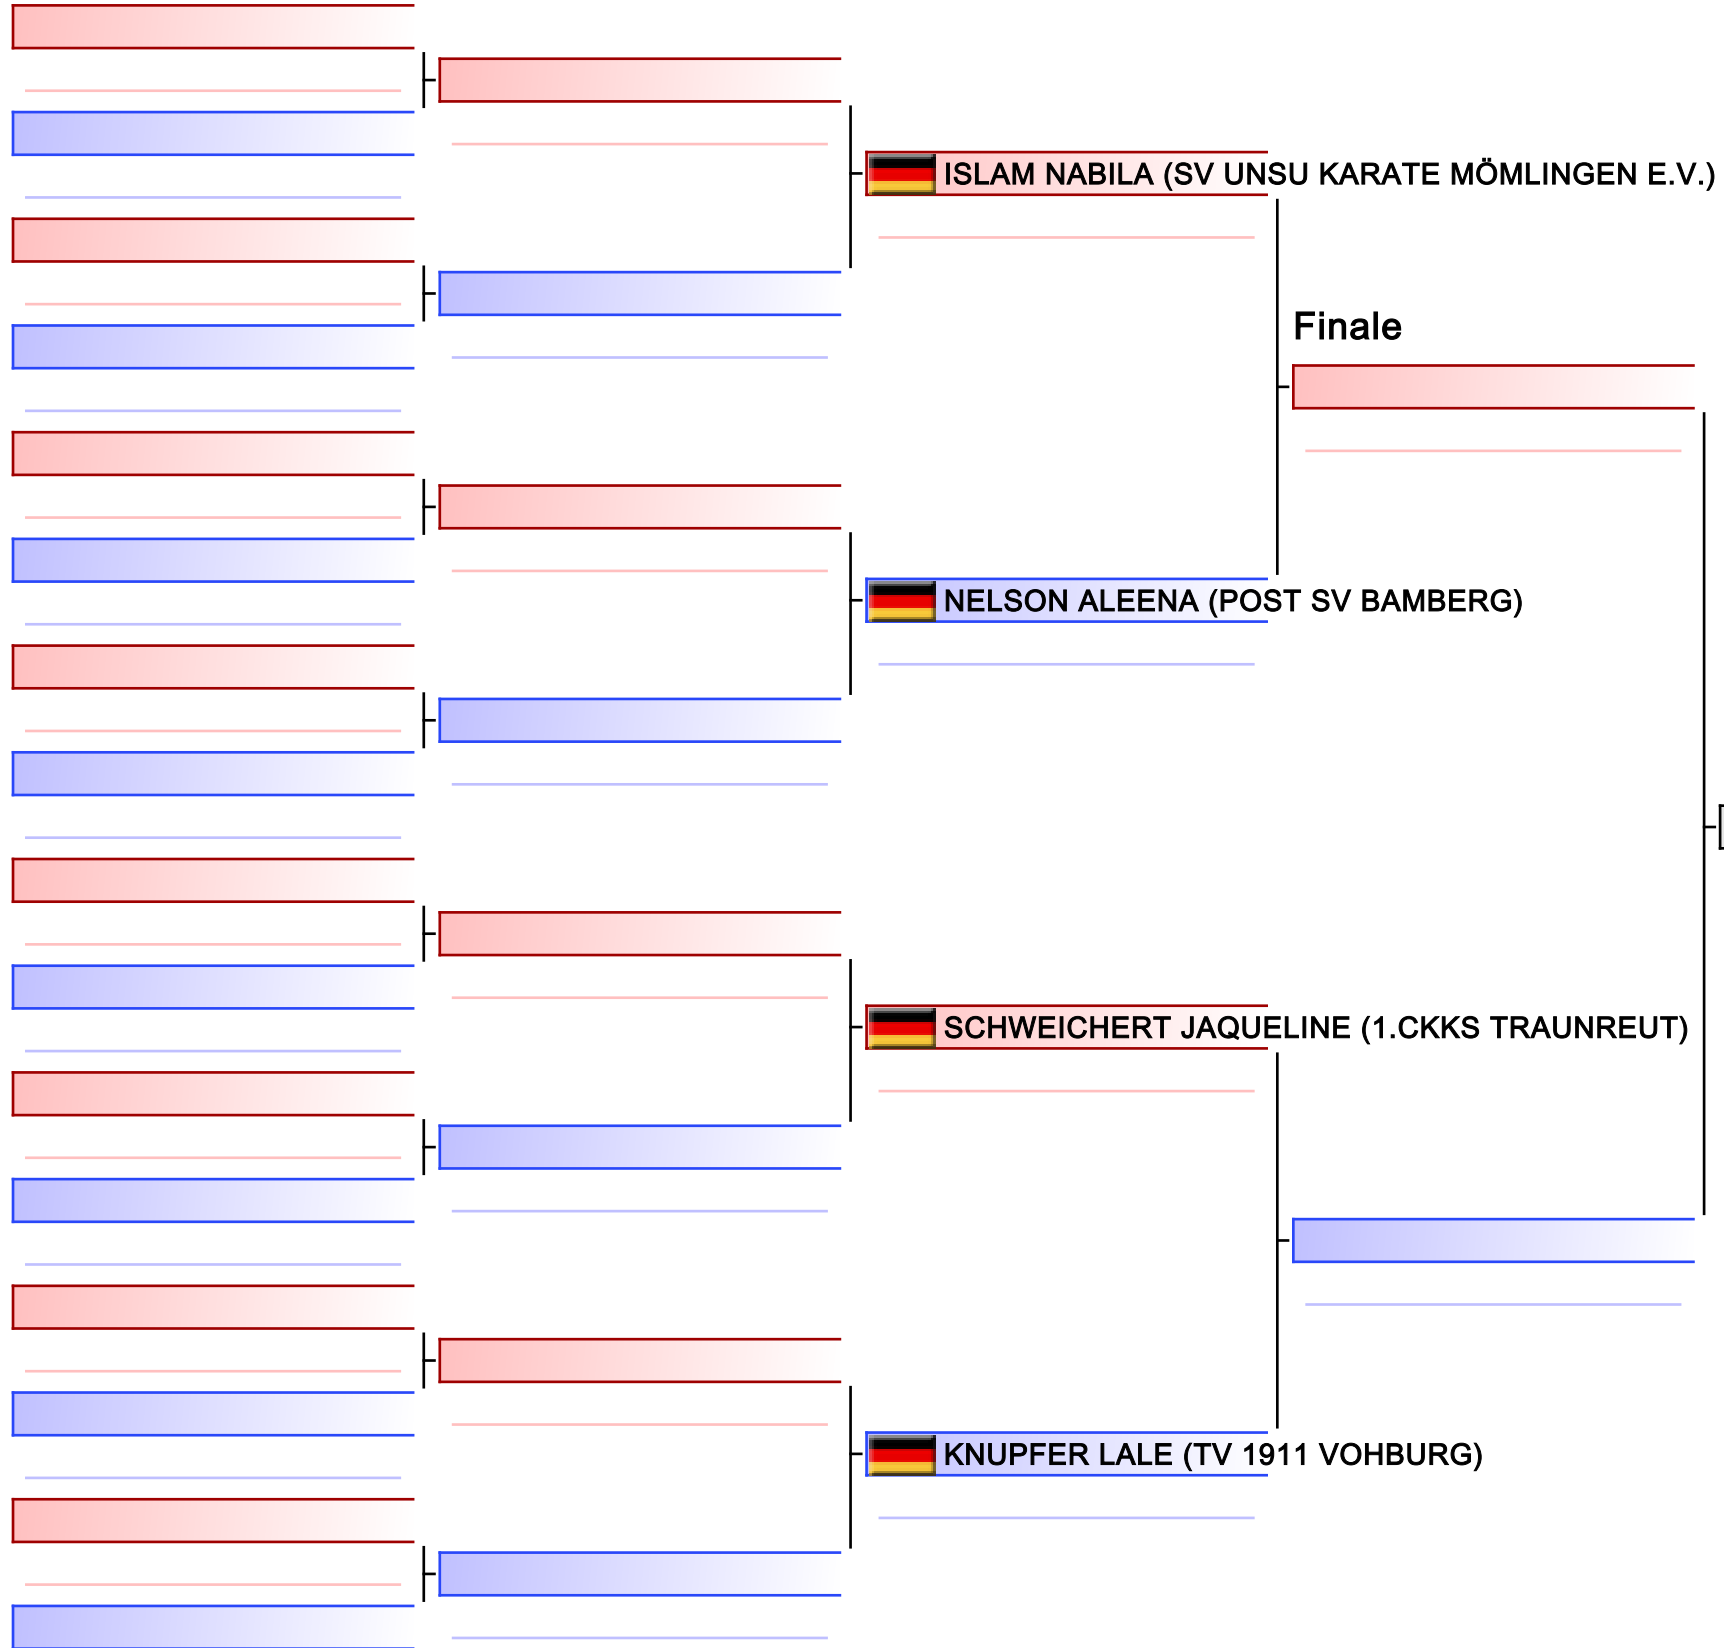 ISLAM NABILA (SV UNSU KARATE MÖMLINGEN E.V.)
Finale
NELSON ALEENA (POST SV BAMBERG)
SCHWEICHERT JAQUELINE (1.CKKS TRAUNREUT)
KNUPFER LALE (TV 1911 VOHBURG)